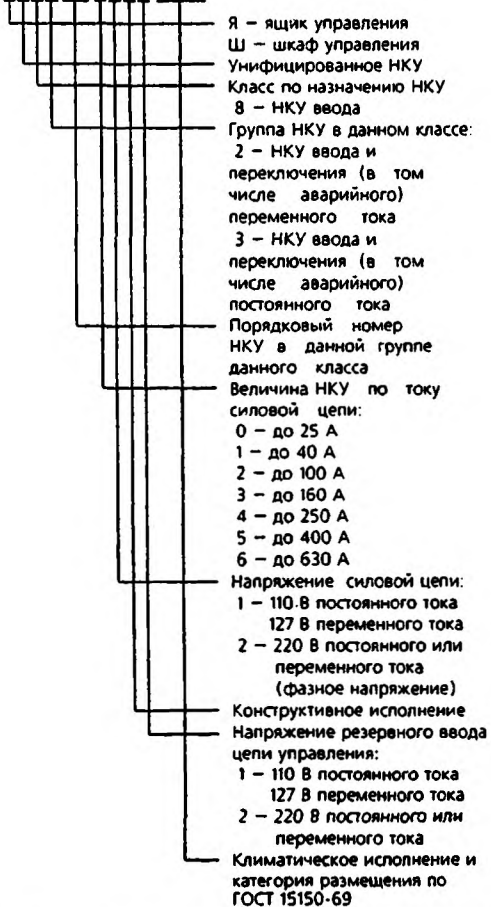 Я – ящик управления
Ш – шкаф управления
Унифицированное НКУ
Класс по назначению НКУ
8 – НКУ ввода
Группа НКУ в данном классе:
2 – НКУ ввода и
переключения (в том
числе аварийного)
переменного тока
3 – НКУ ввода и
переключения (в том
числе аварийного)
постоянного тока
Порядковый номер
НКУ в данной группе
данного класса
Величина НКУ по току
силовой цепи:
0 – до 25 А
1 – до 40 А
2 – до 100 А
3 – до 160 А
4 – до 250 А
5 – до 400 А
6 – до 630 А
Напряжение силовой цепи:
1 – 110 В постоянного тока
127 В переменного тока
2 – 220 В постоянного или
переменного тока
(фазное напряжение)
Конструктивное исполнение
Напряжение резервного ввода
цепи управления:
1 – 110 В постоянного тока
127 В переменного тока
2 – 220 В постоянного или
переменного тока
Климатическое исполнение и
категория размещения по
ГОСТ 15150-69